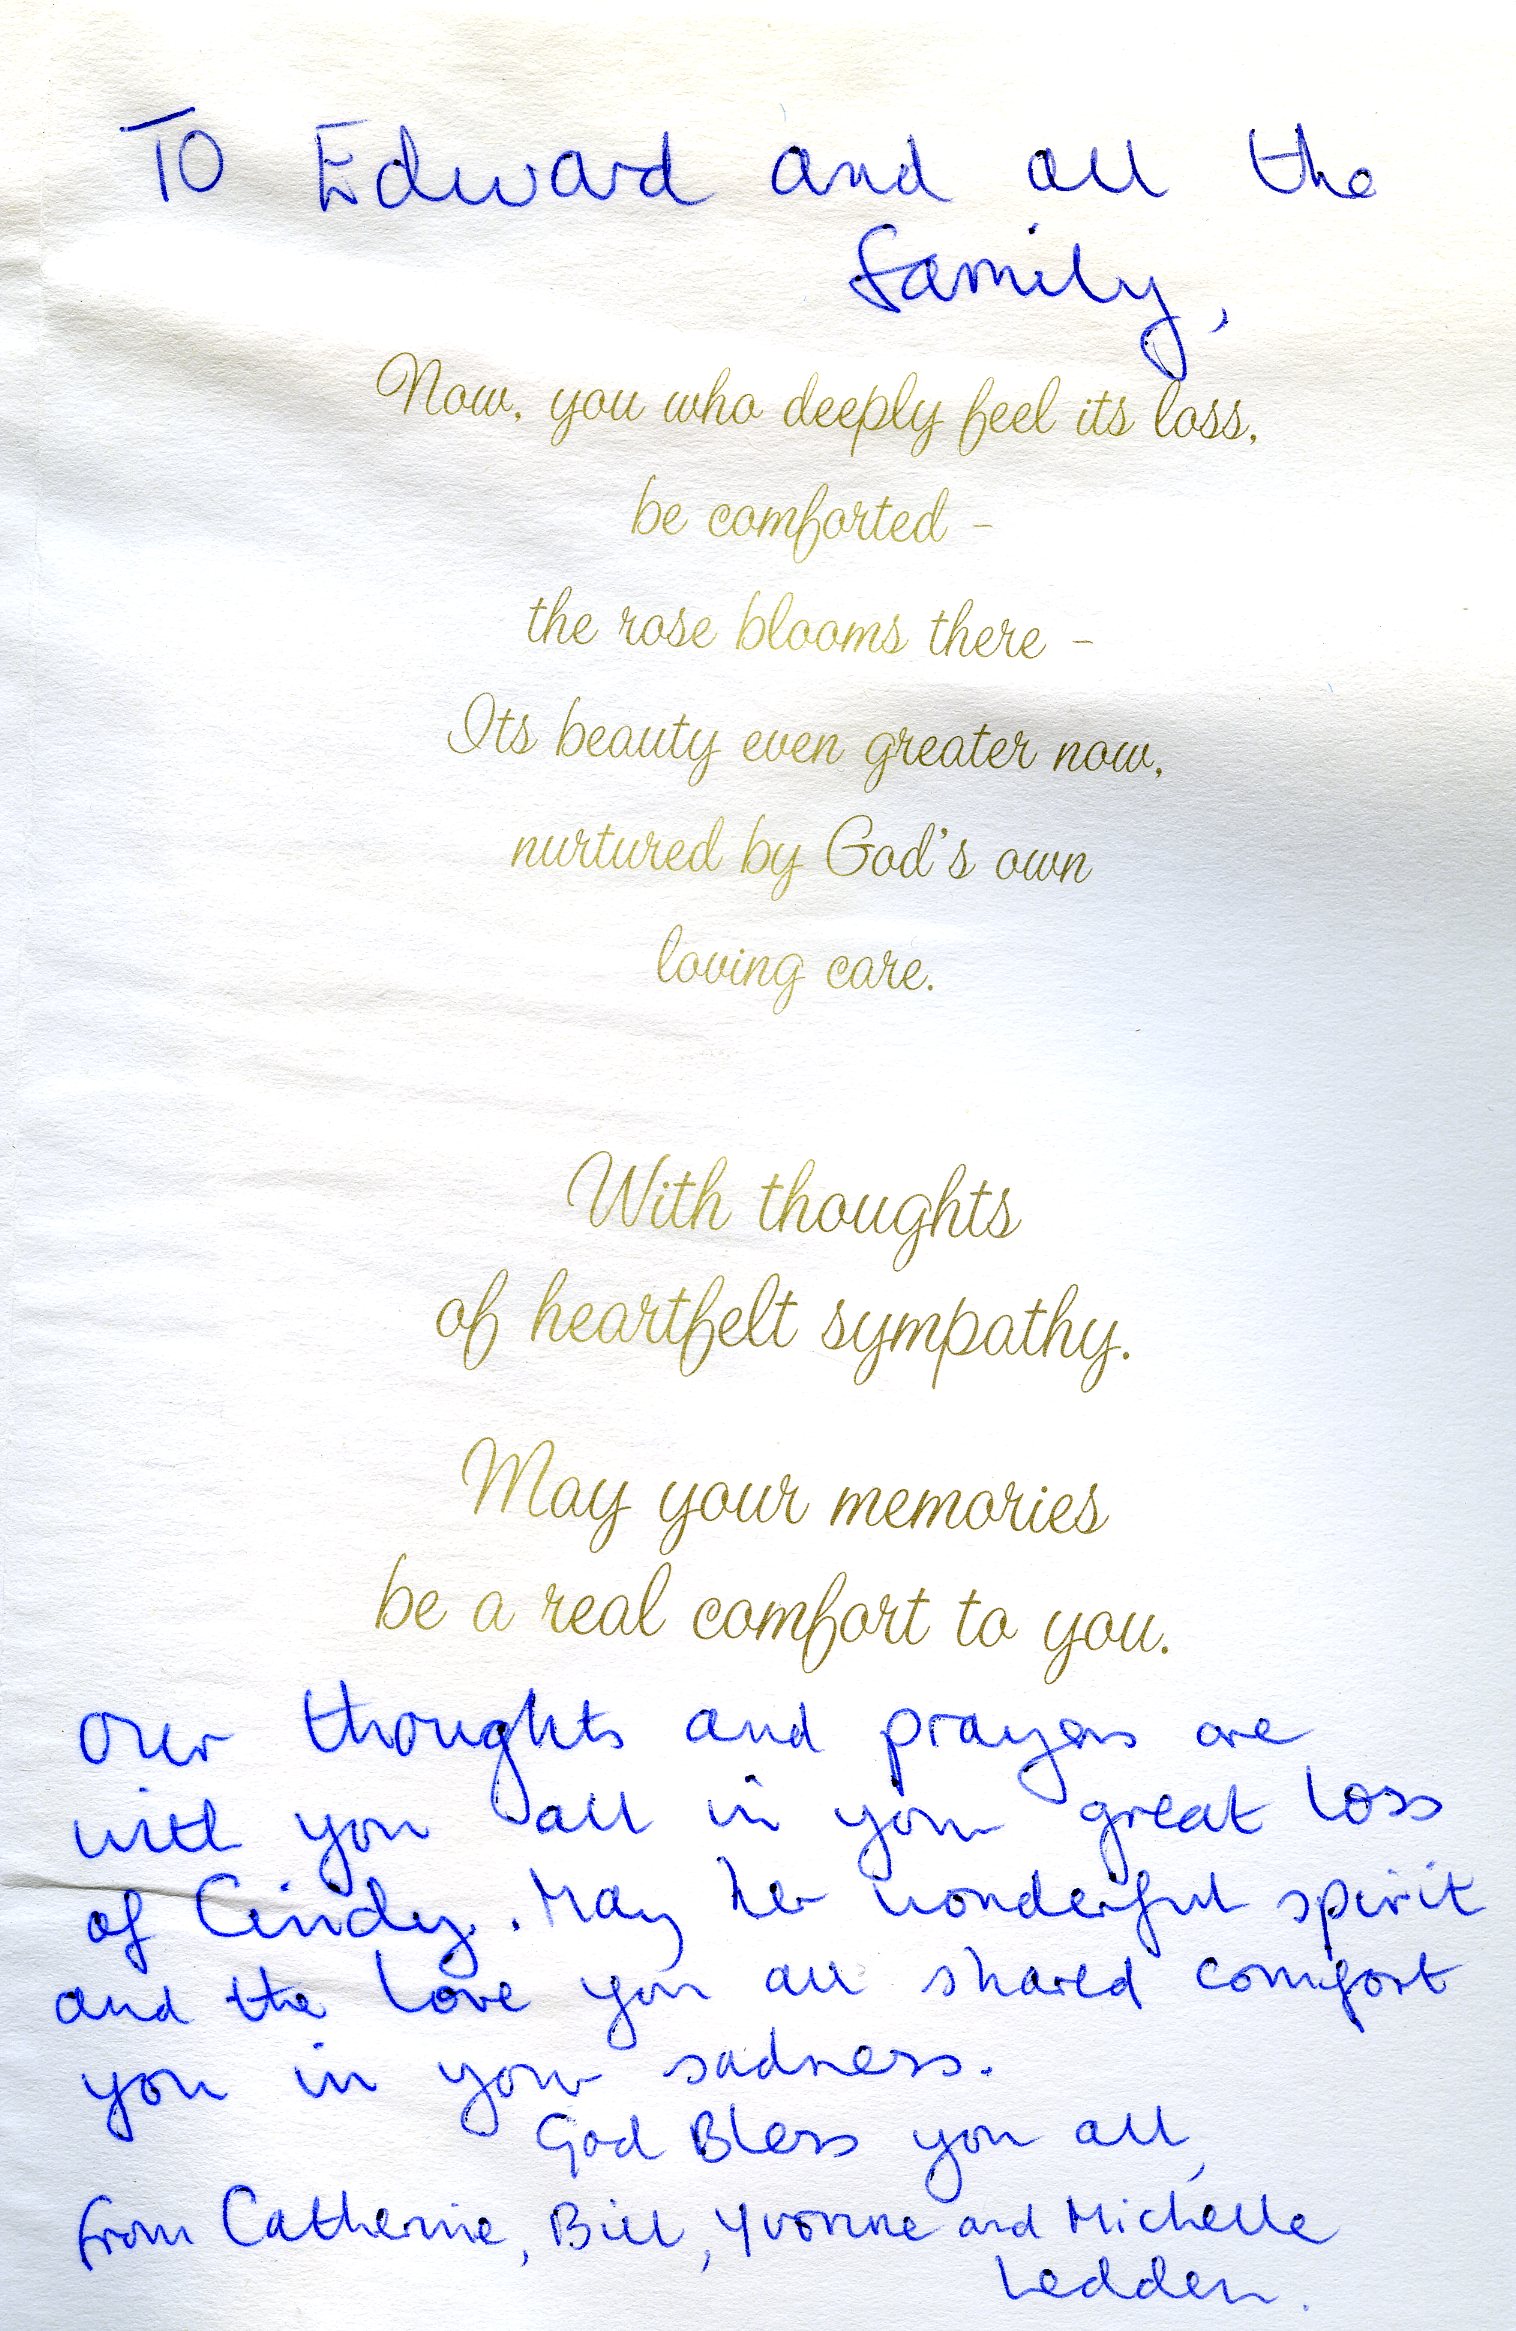 To Edward and all the
family,
Now, you who deeply feel its loss,
be comforted -
the rose blooms there -
Its beauty even greater now,
nurtured by God's own
loving care.
With thoughts
of heartfelt sympathy.
May your memories
be a real comfort to you.
Our thoughts and prayers are
with you all in your great loss
of Cindy. May her wonderful spirit
and the love you all shared comfort
you in your sadness.
God Bless you all,
from Catherine, Bill, Yvonne and Michelle
Ledden.